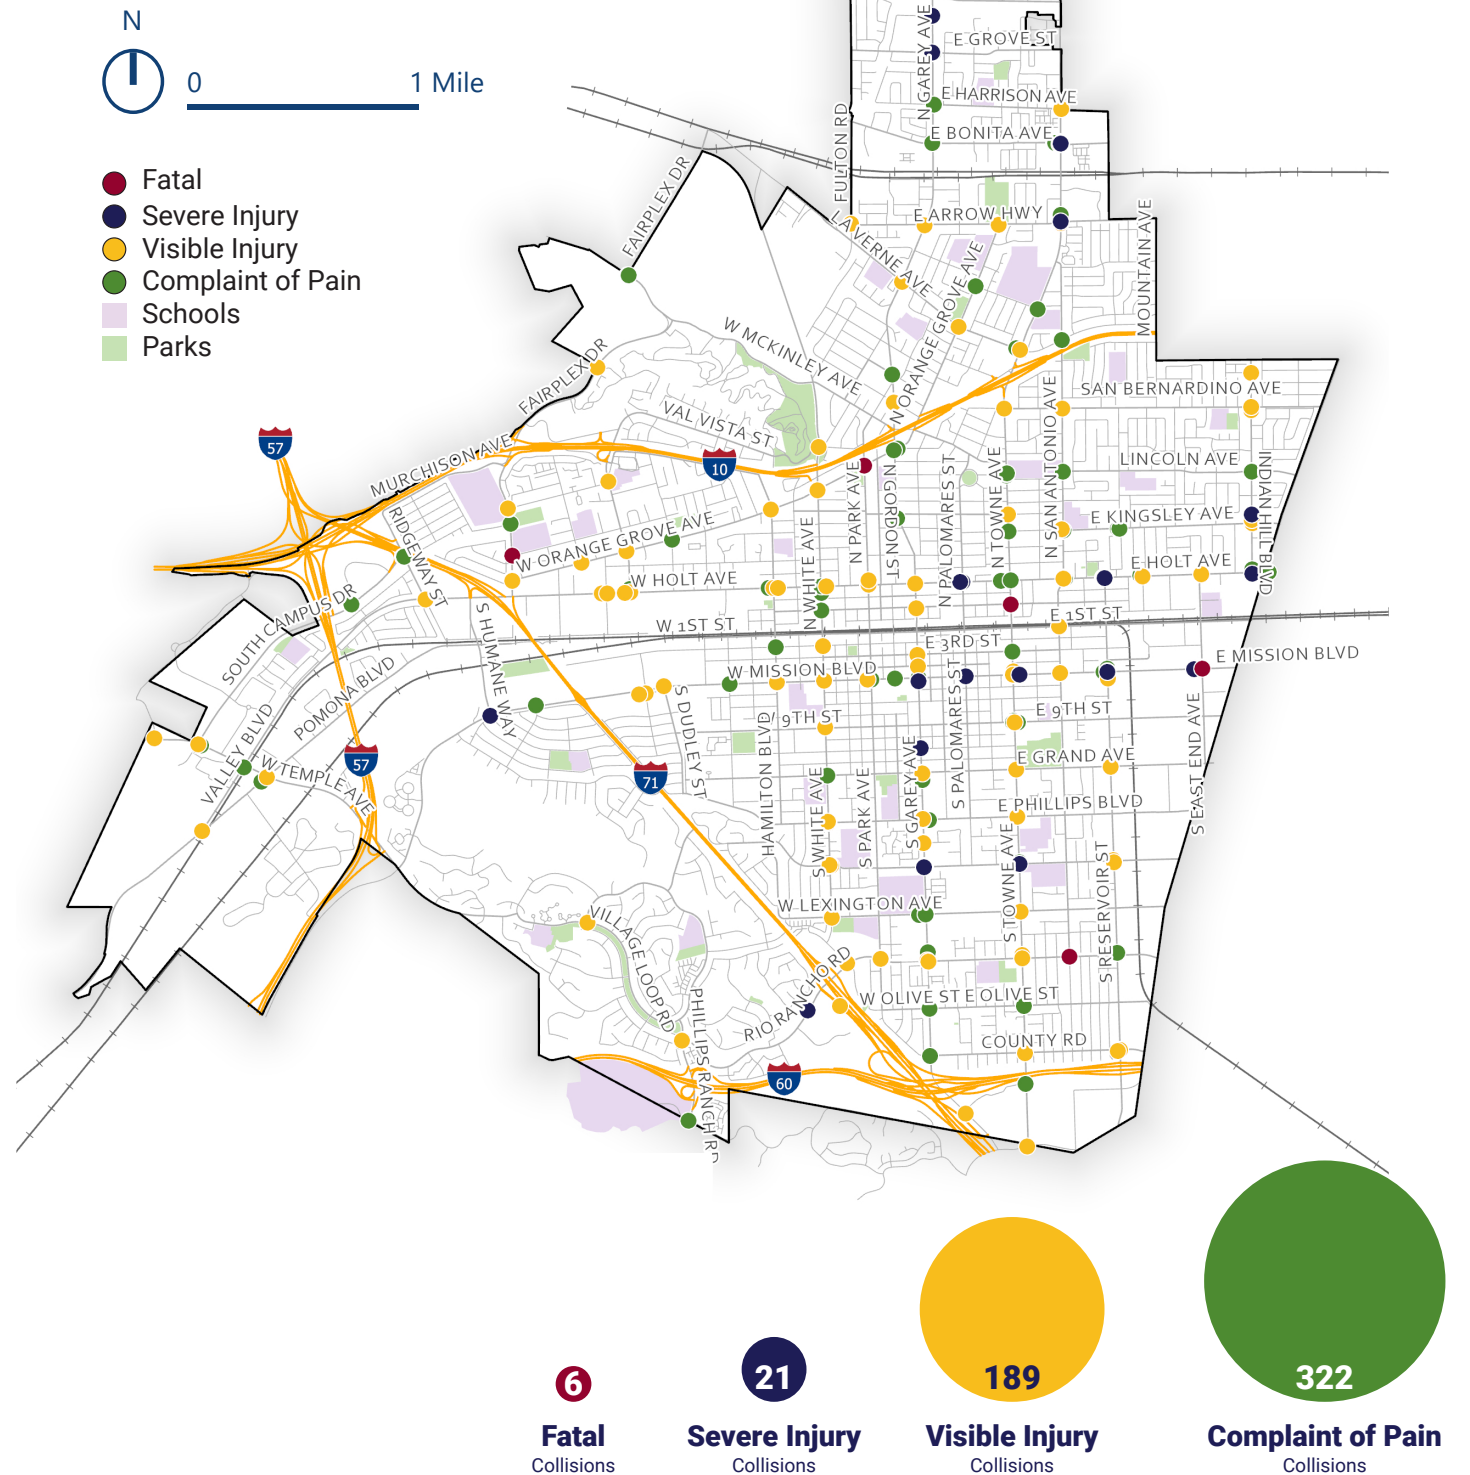 N
0 1 Mile
Fatal
Severe Injury
Visible Injury
Complaint of Pain
Schools
Parks
N GAREY AVE
E GROVE ST
E HARRISON AVE
E BONITA AVE
FULTON RD
E ARROW HWY
LA VERNE AVE
FAIRPLEX DR
MOUNTAIN AVE
N ORANGE GROVE AVE
W MCKINLEY AVE
FAIRPLEX DR
SAN BERNARDINO AVE
VAL VISTA ST
N SAN ANTONIO AVE
57
MURCHISON AVE
10
LINCOLN AVE
N PARK AVE
N GORDON ST
N PALOMARES ST
N TOWNE AVE
INDIAN HILL BLVD
RIDGEWAY ST
W ORANGE GROVE AVE
N WHITE AVE
E KINGSLEY AVE
W HOLT AVE
E HOLT AVE
SOUTH CAMPUS DR
S HUMANE WAY
W 1ST ST
E 1ST ST
E 3RD ST
W MISSION BLVD
E MISSION BLVD
POMONA BLVD
VALLEY BLVD
S DUDLEY ST
HAMILTON BLVD
9TH ST
E 9TH ST
S PALOMARES ST
S EAST END AVE
W TEMPLE AVE
57
71
E GRAND AVE
S WHITE AVE
S PARK AVE
S GAREY AVE
E PHILLIPS BLVD
S TOWNE AVE
S RESERVOIR ST
W LEXINGTON AVE
VILLAGE LOOP RD
PHILLIPS RANCH RD
RIO RANCHO RD
W OLIVE ST E OLIVE ST
COUNTY RD
60
6
21
189
322
Fatal
Collisions
Severe Injury
Collisions
Visible Injury
Collisions
Complaint of Pain
Collisions